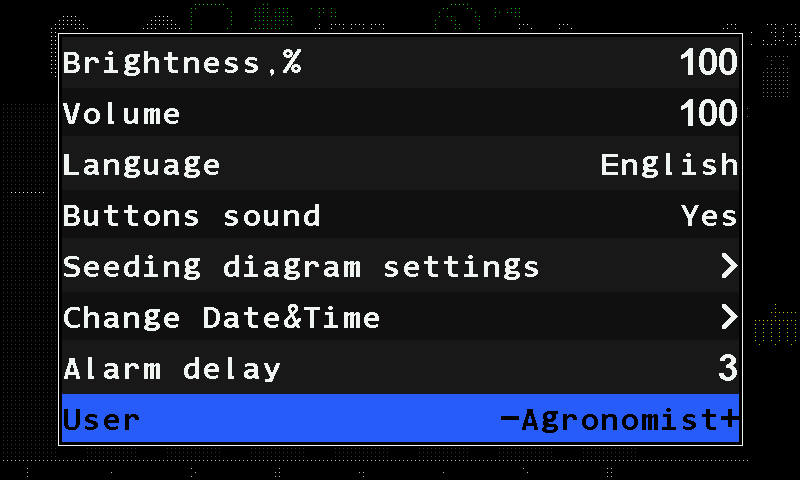 Brightness,% 100
Volume 100
Language English
Buttons sound Yes
Seeding diagram settings >
Change Date&Time >
Alarm delay 3
User −Agronomist+